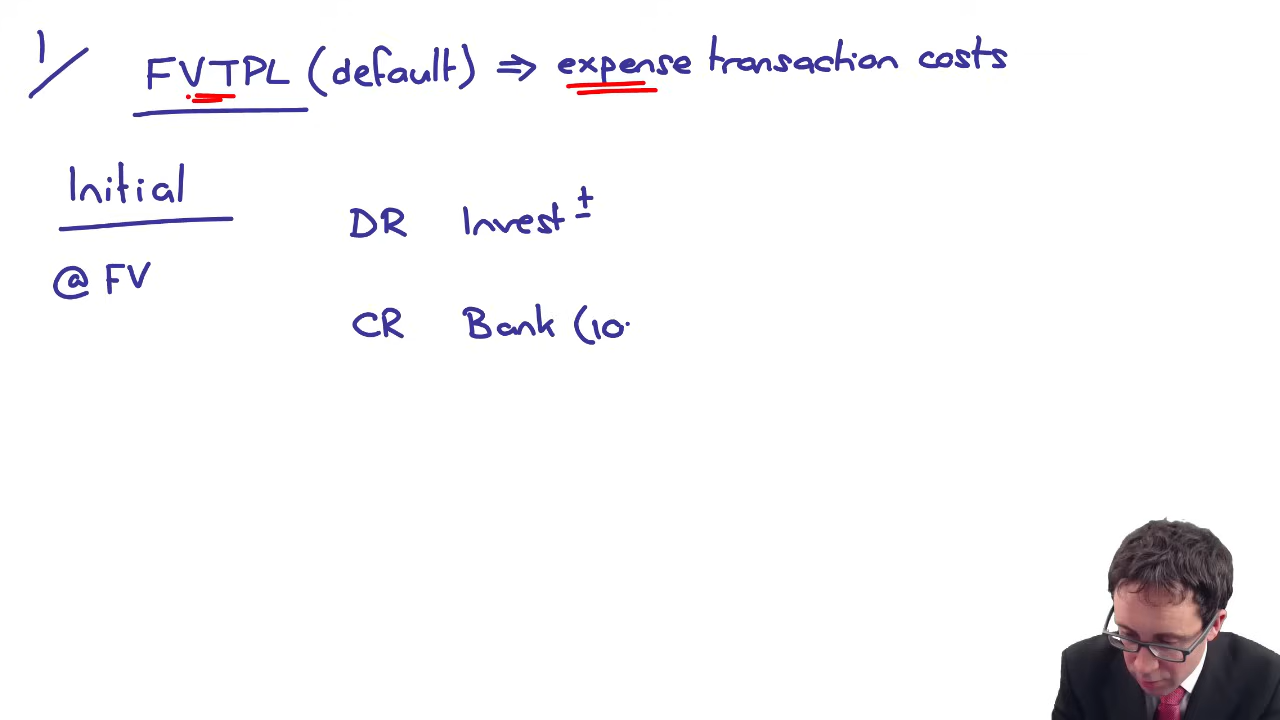 1/ FVTPL (default) ⇒ expense transaction costs
Initial
DR Invest±
@ FV
CR Bank (10.